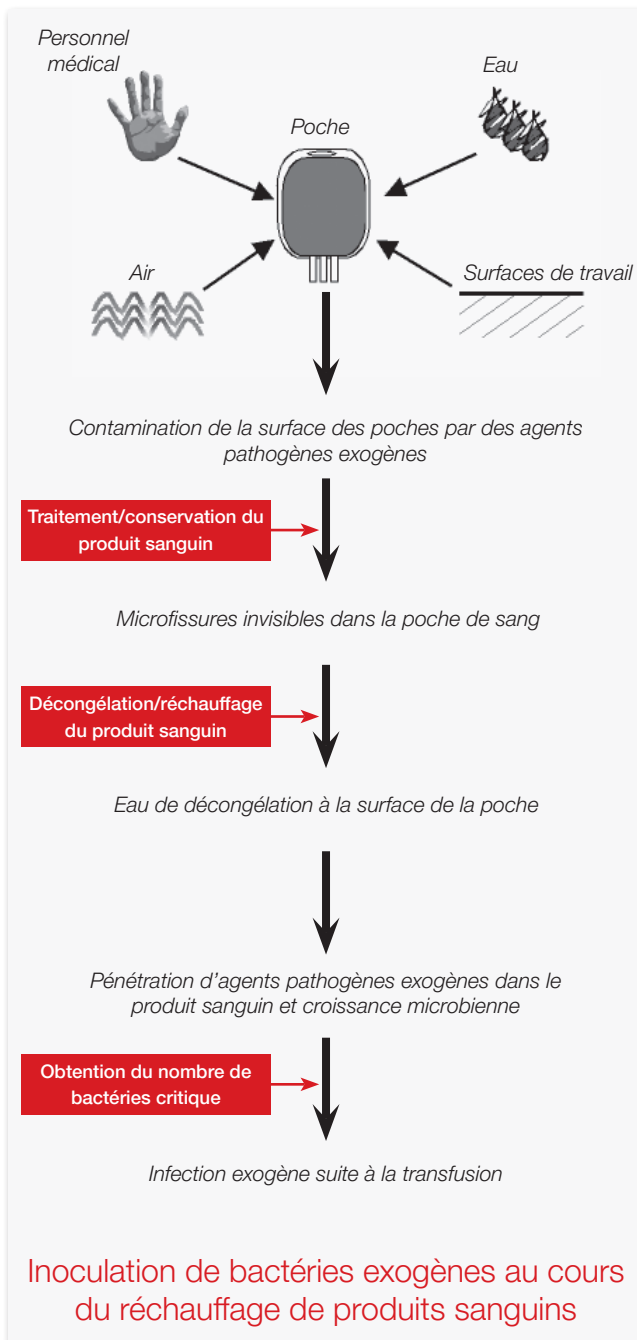 Personnel
médical
Eau
Poche
Air
Surfaces de travail
Contamination de la surface des poches par des agents
pathogènes exogènes
Traitement/conservation du
produit sanguin
Microfissures invisibles dans la poche de sang
Décongélation/réchauffage
du produit sanguin
Eau de décongélation à la surface de la poche
Pénétration d’agents pathogènes exogènes dans le
produit sanguin et croissance microbienne
Obtention du nombre de
bactéries critique
Infection exogène suite à la transfusion
Inoculation de bactéries exogènes au cours
du réchauffage de produits sanguins